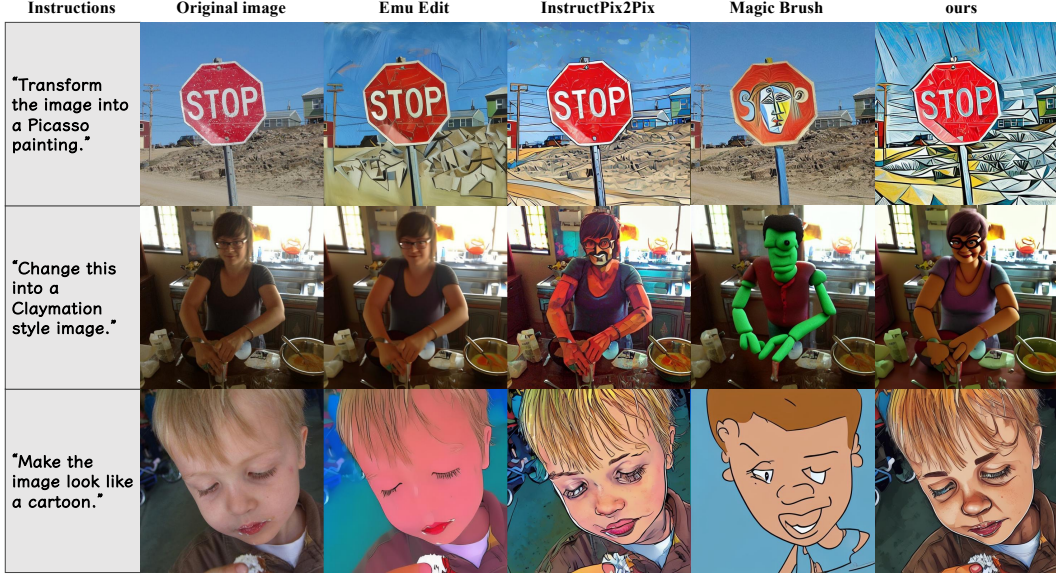 Instructions Original image Emu Edit InstructPix2Pix Magic Brush ours
“Transform
the image into
a Picasso
painting.”
STOP STOP STOP STOP
“Change this
into a
Claymation
style image.”
“Make the
image look like
a cartoon.”